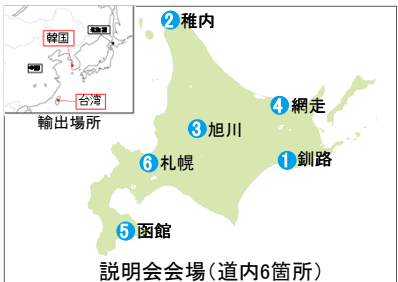 韓国
台湾
輸出場所
2 稚内
4 網走
3 旭川
1 釧路
6 札幌
5 函館
説明会会場（道内6箇所）